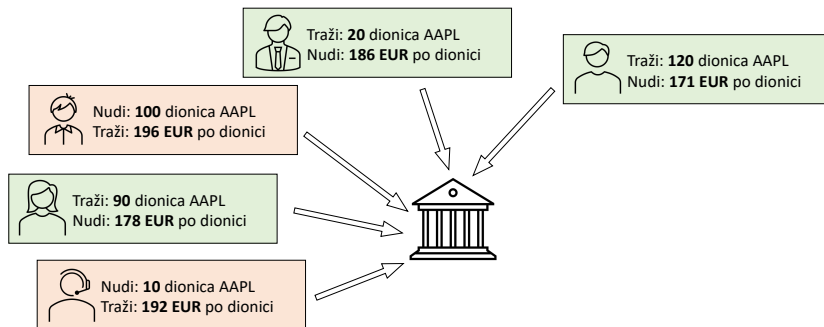 Traži: 20 dionica AAPL
Nudi: 186 EUR po dionici
Traži: 120 dionica AAPL
Nudi: 171 EUR po dionici
Nudi: 100 dionica AAPL
Traži: 196 EUR po dionici
Traži: 90 dionica AAPL
Nudi: 178 EUR po dionici
Nudi: 10 dionica AAPL
Traži: 192 EUR po dionici